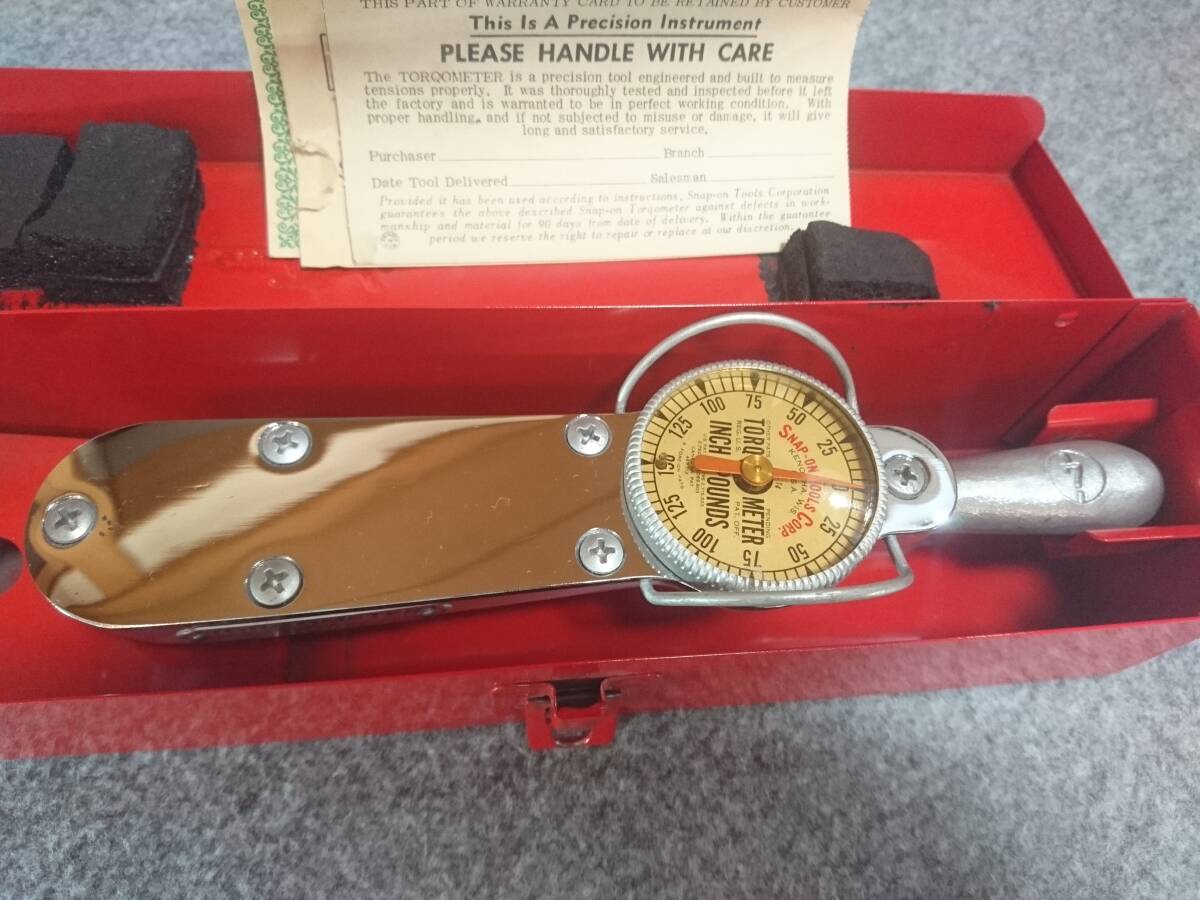 THIS PART OF WARRANTY CARD TO BE RETAINED BY CUSTOMER
This Is A Precision Instrument
PLEASE HANDLE WITH CARE
The TORQOMETER is a precision tool engineered and built to measure
tensions properly. It was thoroughly tested and inspected before it left
the factory and is warranted to be in perfect working condition. With
proper handling, and if not subjected to misuse or damage, it will give
long and satisfactory service.
Purchaser Branch
Date Tool Delivered Salesman
Provided it has been used according to instructions, Snap-on Tools Corporation
guarantees the above described Snap-on Torqometer against defects in work-
manship and material for 90 days from date of delivery. Within the guarantee
period we reserve the right to repair or replace at our discretion.
125 100 75 50 25
150
125 100 75 50 25
SNAP-ON TOOLS CORP.
KENOSHA, WIS.
TORQOMETER
INCH POUNDS
REG. U.S. PAT. OFF.